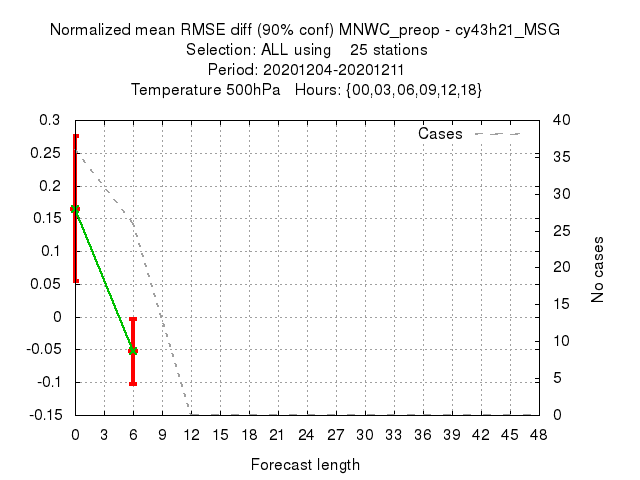 Normalized mean RMSE diff (90% conf) MNWC_preop - cy43h21_MSG
Selection: ALL using 25 stations
Period: 20201204-20201211
Temperature 500hPa Hours: {00,03,06,09,12,18}
Cases
0.3
0.25
0.2
0.15
0.1
0.05
0
-0.05
-0.1
-0.15
40
35
30
25
20
15
10
5
0
No cases
0 3 6 9 12 15 18 21 24 27 30 33 36 39 42 45 48
Forecast length